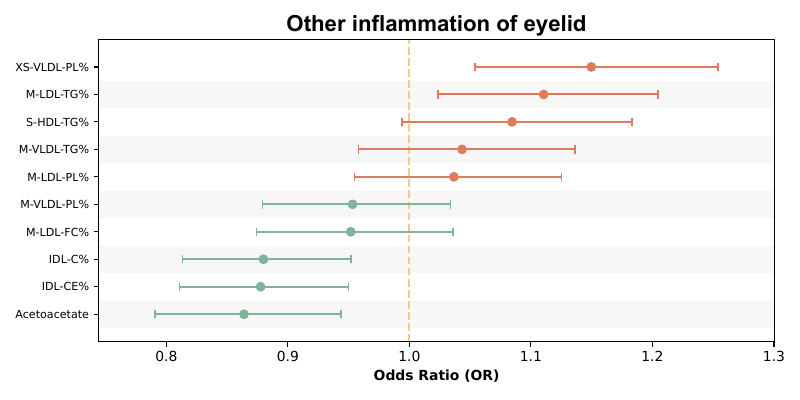 Other inflammation of eyelid
XS-VLDL-PL%
M-LDL-TG%
S-HDL-TG%
M-VLDL-TG%
M-LDL-PL%
M-VLDL-PL%
M-LDL-FC%
IDL-C%
IDL-CE%
Acetoacetate
0.8 0.9 1.0 1.1 1.2 1.3
Odds Ratio (OR)